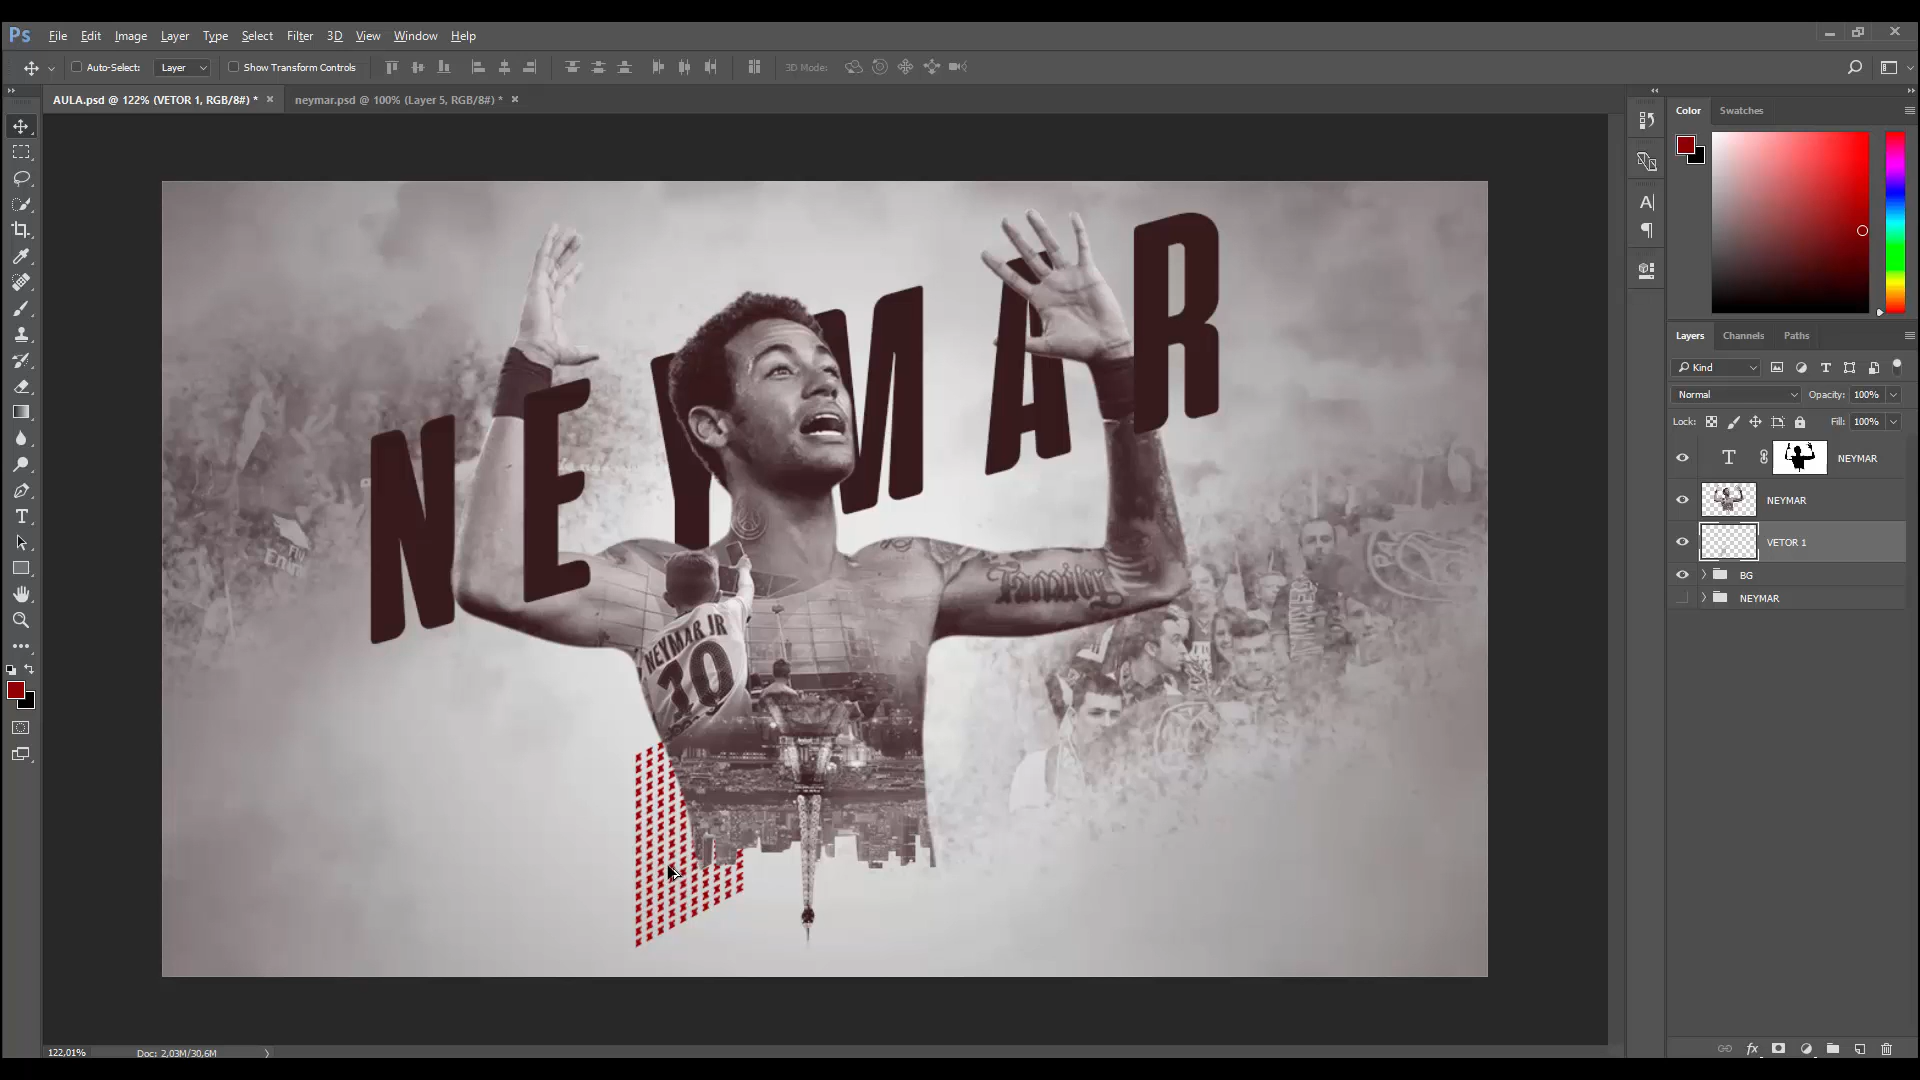 Ps File Edit Image Layer Type Select Filter 3D View Window Help
Auto-Select: Layer Show Transform Controls 3D Mode:
AULA.psd @ 122% (VETOR 1, RGB/8#) * × neymar.psd @ 100% (Layer 5, RGB/8#) * ×
Color Swatches
NEYMAR
Family
NEYMAR JR
10
Layers Channels Paths
Kind
Normal Opacity: 100%
Lock: Fill: 100%
NEYMAR
NEYMAR
VETOR 1
BG
NEYMAR
122,01% Doc: 2,03M/30,6M